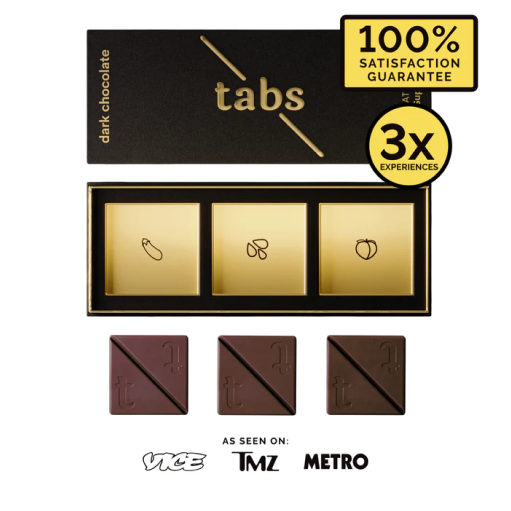 100%
SATISFACTION
GUARANTEE
dark chocolate
tabs
3x
EXPERIENCES
t t
t t
t t
AS SEEN ON:
VICE TMZ METRO